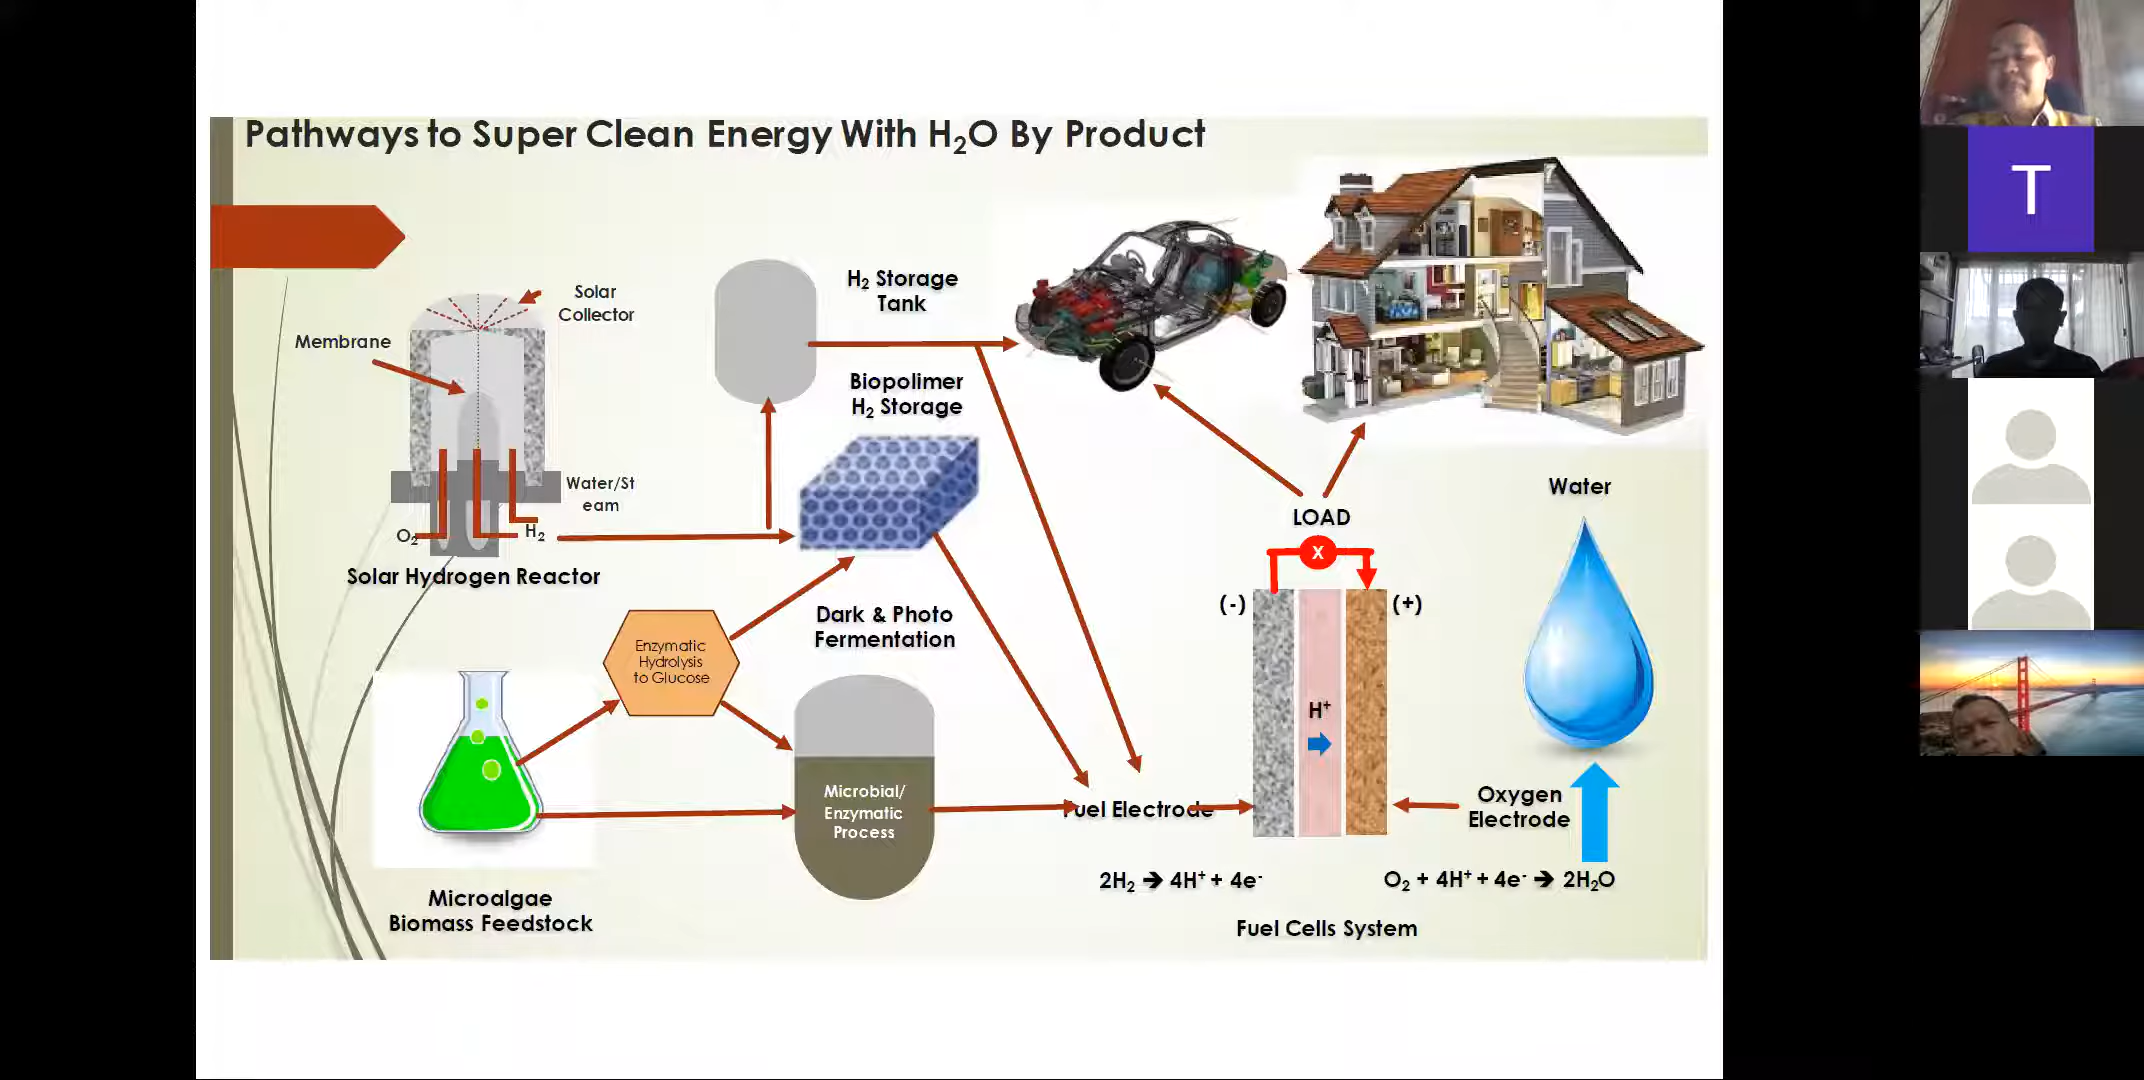 Pathways to Super Clean Energy With H₂O By Product
Solar
Collector
Membrane
Water/St
eam
O₂
H₂
Solar Hydrogen Reactor
H₂ Storage
Tank
Biopolimer
H₂ Storage
Enzymatic
Hydrolysis
to Glucose
Dark & Photo
Fermentation
Microbial/
Enzymatic
Process
Microalgae
Biomass Feedstock
LOAD
X
(-)
(+)
H⁺
Fuel Electrode
Oxygen
Electrode
Water
2H₂ ➔ 4H⁺ + 4e⁻
O₂ + 4H⁺ + 4e⁻ ➔ 2H₂O
Fuel Cells System
T